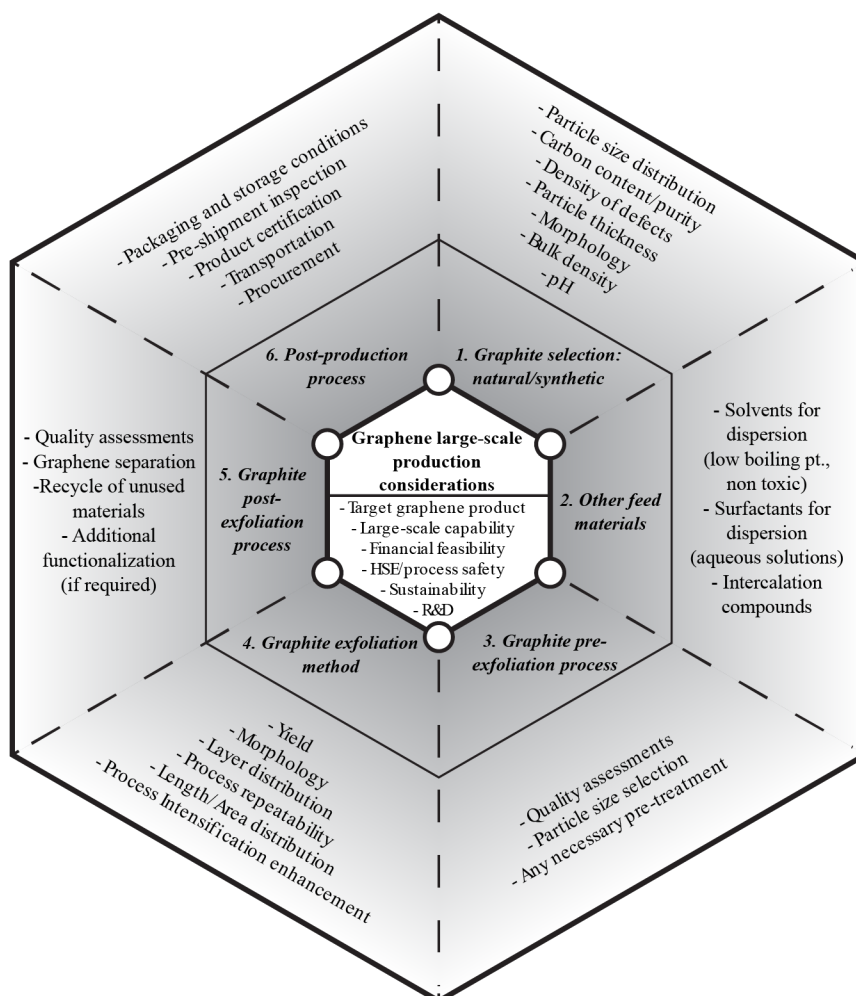 Graphene large-scale
production
considerations
- Target graphene product
- Large-scale capability
- Financial feasibility
- HSE/process safety
- Sustainability
- R&D
1. Graphite selection:
natural/synthetic
- Particle size distribution
- Carbon content/purity
- Density of defects
- Particle thickness
- Morphology
- Bulk density
- pH
2. Other feed
materials
- Solvents for
dispersion
(low boiling pt.,
non toxic)
- Surfactants for
dispersion
(aqueous solutions)
- Intercalation
compounds
3. Graphite pre-
exfoliation process
- Quality assessments
- Particle size selection
- Any necessary pre-treatment
4. Graphite exfoliation
method
- Yield
- Morphology
- Layer distribution
- Process repeatability
- Length/Area distribution
- Process Intensification enhancement
5. Graphite
post-
exfoliation
process
- Quality assessments
- Graphene separation
-Recycle of unused
materials
- Additional
functionalization
(if required)
6. Post-production
process
- Packaging and storage conditions
- Pre-shipment inspection
- Product certification
- Transportation
- Procurement